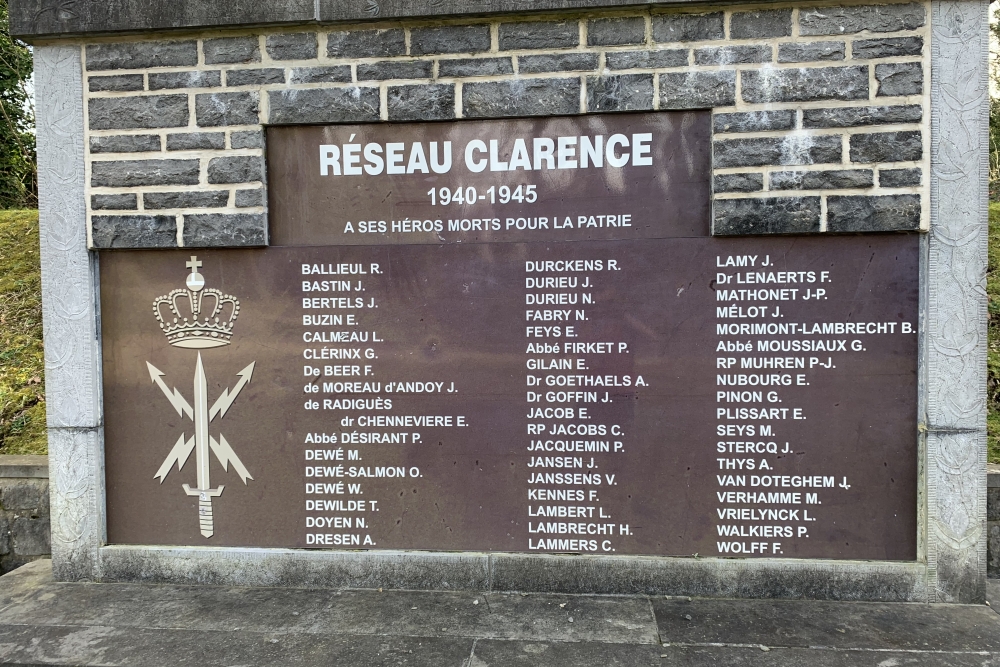 RÉSEAU CLARENCE
1940-1945
A SES HÉROS MORTS POUR LA PATRIE
BALLIEUL R.
BASTIN J.
BERTELS J.
BUZIN E.
CALMEAU L.
CLÉRINX G.
De BEER F.
de MOREAU d'ANDOY J.
de RADIGUÈS
dr CHENNEVIERE E.
Abbé DÉSIRANT P.
DEWÉ M.
DEWÉ-SALMON O.
DEWÉ W.
DEWILDE T.
DOYEN N.
DRESEN A.
DURCKENS R.
DURIEU J.
DURIEU N.
FABRY N.
FEYS E.
Abbé FIRKET P.
GILAIN E.
Dr GOETHAELS A.
Dr GOFFIN J.
JACOB E.
RP JACOBS C.
JACQUEMIN P.
JANSEN J.
JANSSENS V.
KENNES F.
LAMBERT L.
LAMBRECHT H.
LAMMERS C.
LAMY J.
Dr LENAERTS F.
MATHONET J-P.
MÉLOT J.
MORIMONT-LAMBRECHT B.
Abbé MOUSSIAUX G.
RP MUHREN P-J.
NUBOURG E.
PINON G.
PLISSART E.
SEYS M.
STERCQ J.
THYS A.
VAN DOTEGHEM J.
VERHAMME M.
VRIELYNCK L.
WALKIERS P.
WOLFF F.